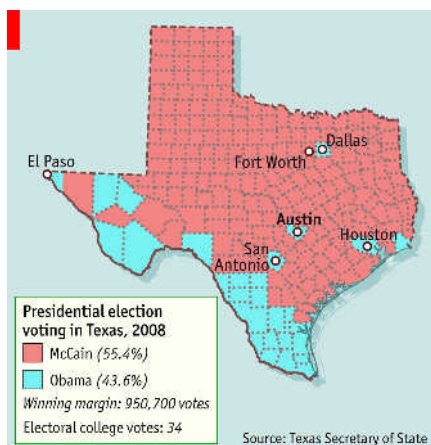 El Paso
Dallas
Fort Worth
Austin
Houston
San
Antonio
Presidential election
voting in Texas, 2008
McCain (55.4%)
Obama (43.6%)
Winning margin: 950,700 votes
Electoral college votes: 34
Source: Texas Secretary of State